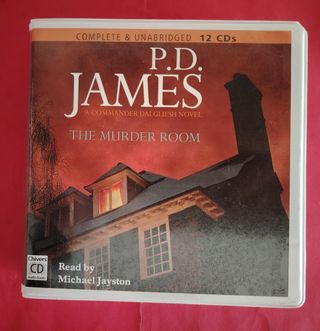 COMPLETE & UNABRIDGED 12 CDs
P.D.
JAMES
A COMMANDER DALGLIESH NOVEL
THE MURDER ROOM
Chivers
CD
Audio Books
Read by
Michael Jayston